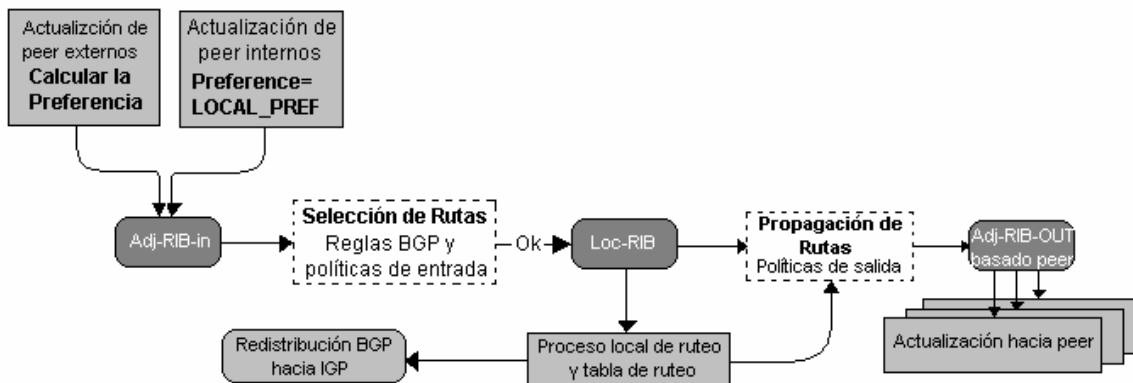 Actualizción de
peer externos
Calcular la
Preferencia
Actualización de
peer internos
Preference=
LOCAL_PREF
Adj-RIB-in
Selección de Rutas
Reglas BGP y
políticas de entrada
Ok
Loc-RIB
Propagación de
Rutas
Políticas de salida
Adj-RIB-OUT
basado peer
Redistribución BGP
hacia IGP
Proceso local de ruteo
y tabla de ruteo
Actualización hacia peer